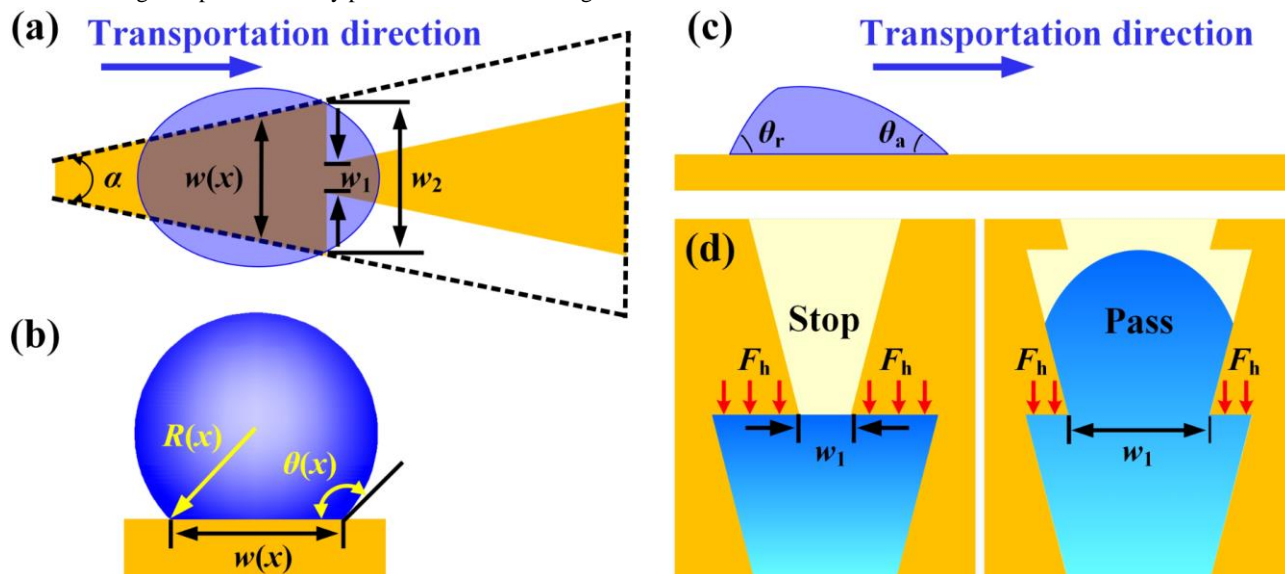 (a)
Transportation direction
α
w(x)
w₁
w₂
(b)
R(x)
θ(x)
w(x)
(c)
Transportation direction
θr
θa
(d)
Stop
Fh
Fh
w₁
Pass
Fh
Fh
w₁